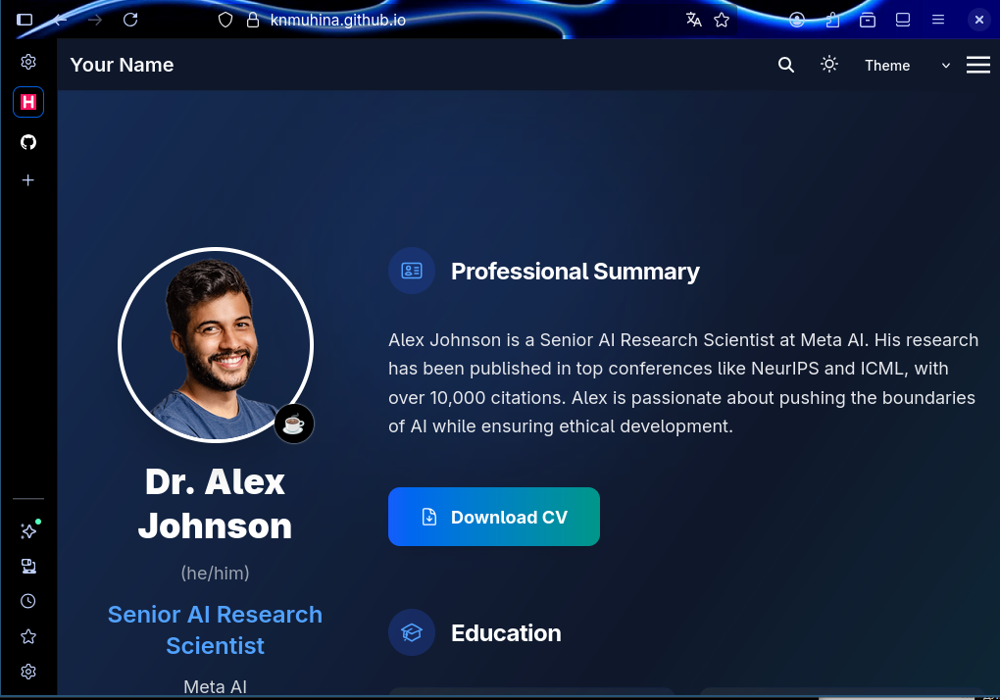 knmuhina.github.io
Your Name
Theme
H
Professional Summary
Alex Johnson is a Senior AI Research Scientist at Meta AI. His research
has been published in top conferences like NeurIPS and ICML, with
over 10,000 citations. Alex is passionate about pushing the boundaries
of AI while ensuring ethical development.
Download CV
Dr. Alex
Johnson
(he/him)
Senior AI Research
Scientist
Meta AI
Education